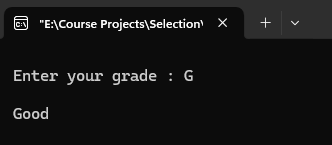 "E:\Course Projects\Selection\
Enter your grade : G
Good